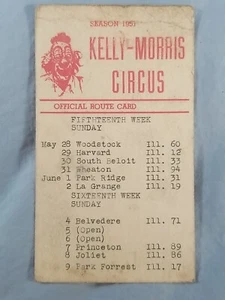 SEASON 1957
KELLY-MORRIS
CIRCUS
OFFICIAL ROUTE CARD
FIFTHTEENTH WEEK
SUNDAY
May 28 Woodstock Ill. 60
29 Harvard Ill. 12
30 South Beloit Ill. 33
31 Wheaton Ill. 94
June 1 Park Ridge Ill. 31
2 La Grange Ill. 19
SIXTEENTH WEEK
SUNDAY
4 Belvedere Ill. 71
5 (Open)
6 (Open)
7 Princeton Ill. 89
8 Joliet Ill. 86
9 Park Forrest Ill. 17